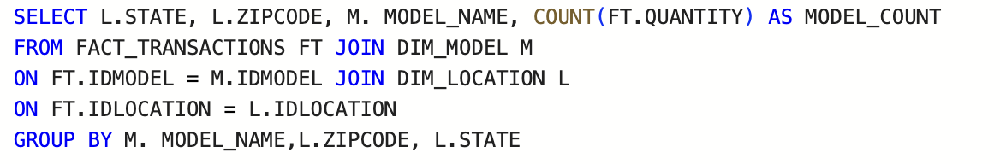 SELECT L.STATE, L.ZIPCODE, M. MODEL_NAME, COUNT(FT.QUANTITY) AS MODEL_COUNT
FROM FACT_TRANSACTIONS FT JOIN DIM_MODEL M
ON FT.IDMODEL = M.IDMODEL JOIN DIM_LOCATION L
ON FT.IDLOCATION = L.IDLOCATION
GROUP BY M. MODEL_NAME,L.ZIPCODE, L.STATE